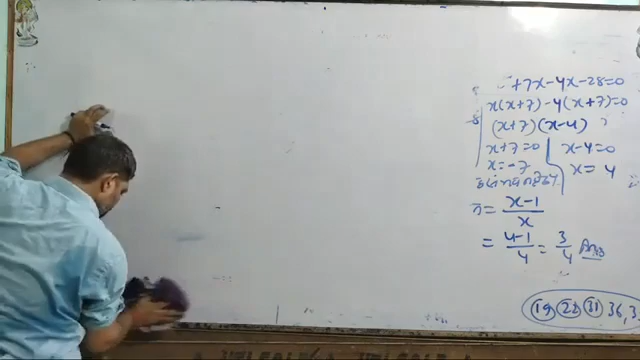 +7x-4x-28=0
x(x+7)-4(x+7)=0
(x+7)(x-4)
x+7=0 x-4=0
x=-7 x=4
= x-1/x
= 4-1/4 = 3/4 Ans
19 22 31 36,3